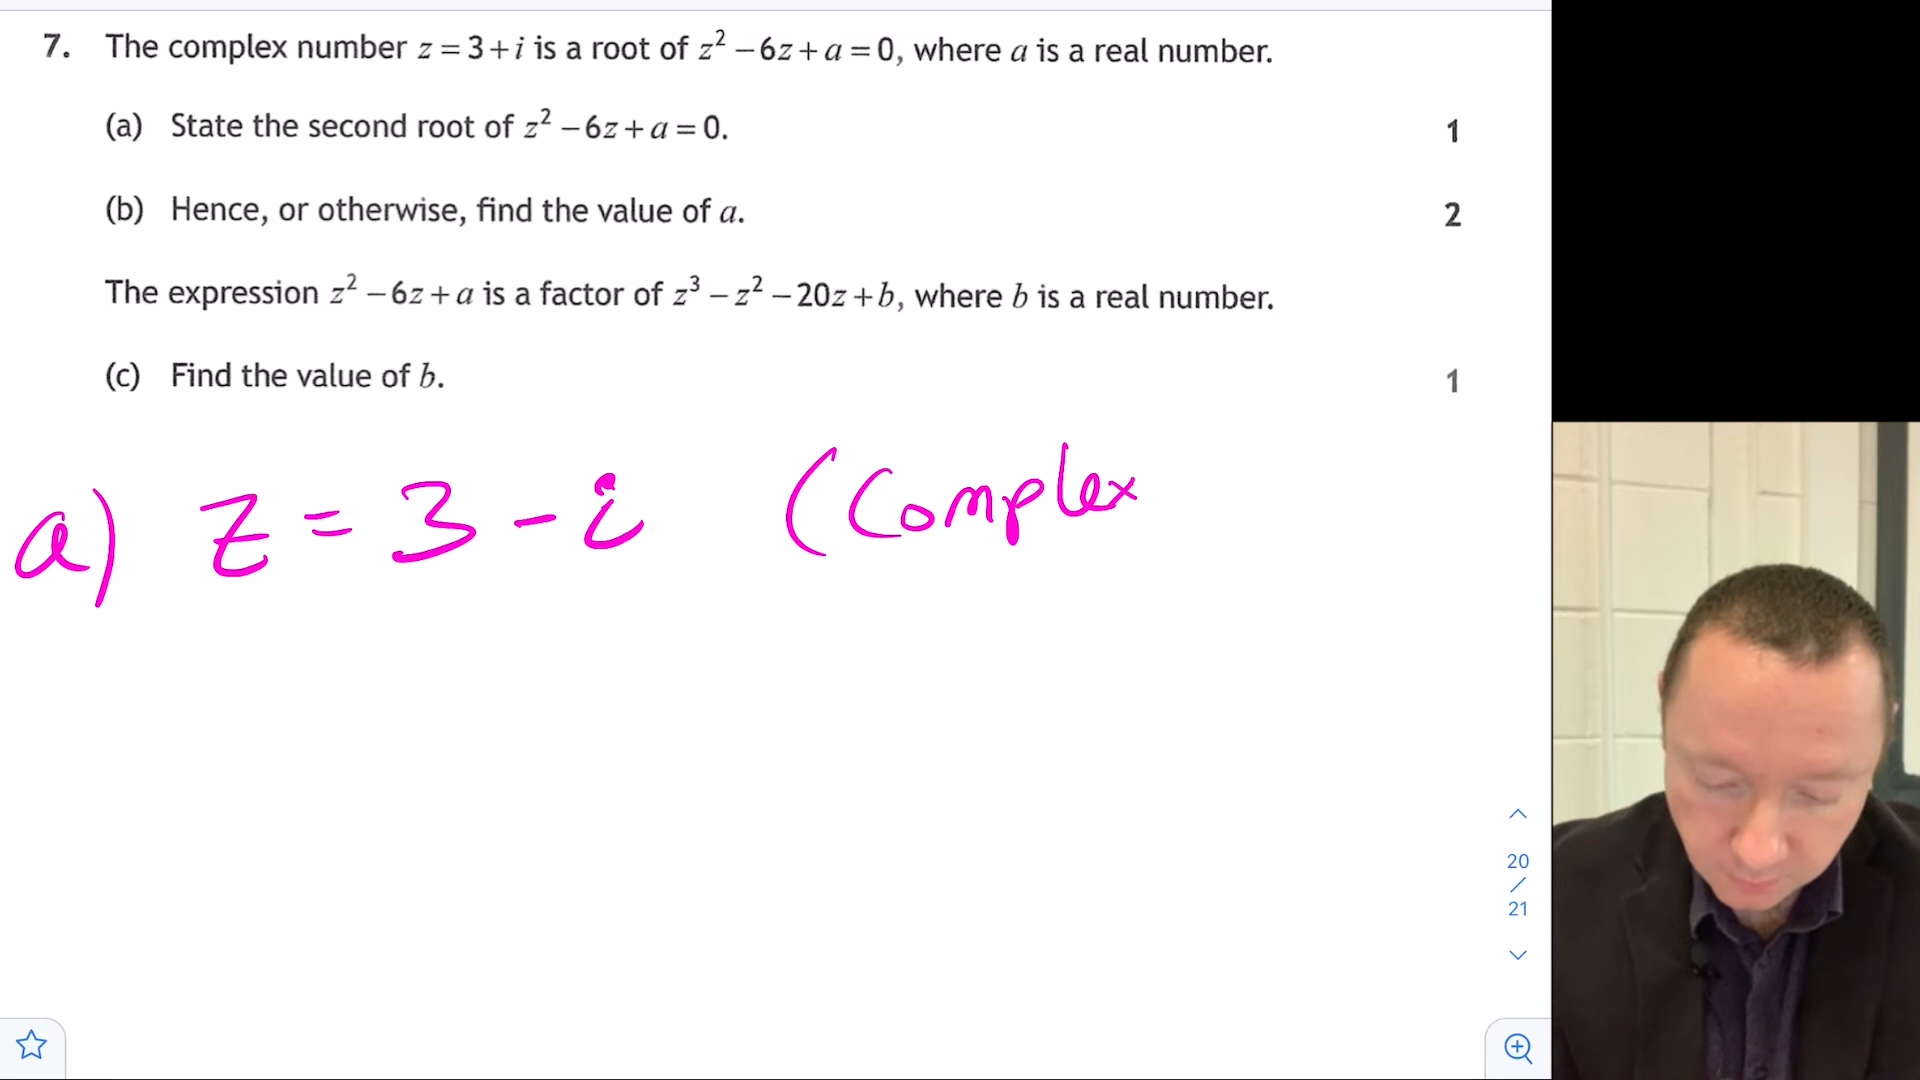 7. The complex number z = 3 + i is a root of z² − 6z + a = 0, where a is a real number.
(a) State the second root of z² − 6z + a = 0. 1
(b) Hence, or otherwise, find the value of a. 2
The expression z² − 6z + a is a factor of z³ − z² − 20z + b, where b is a real number.
(c) Find the value of b. 1
a) z = 3 - i (Complex
20
/
21